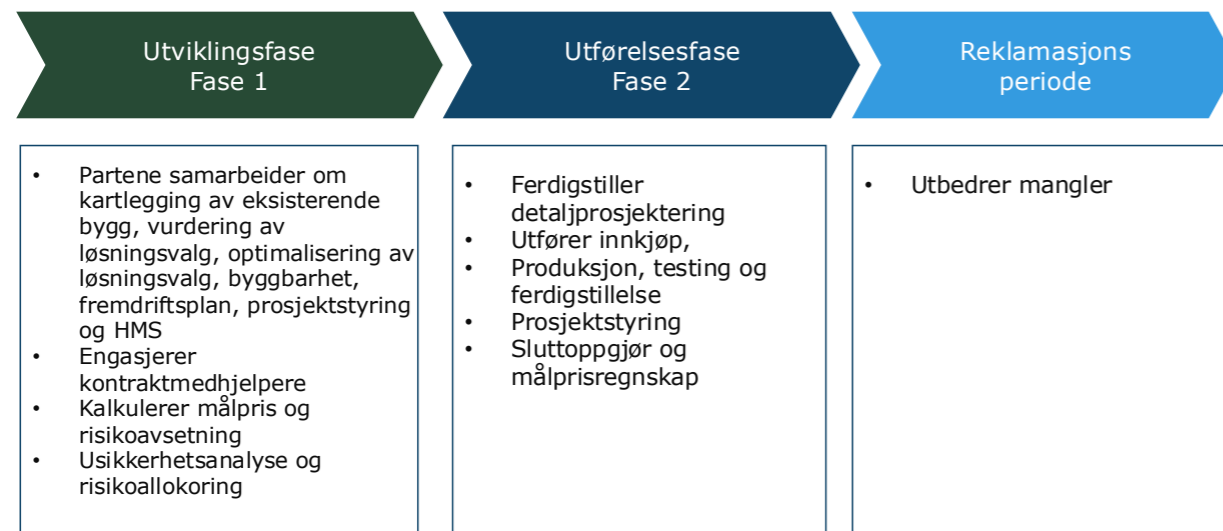 Utviklingsfase
Fase 1
Utførelsesfase
Fase 2
Reklamasjons
periode
• Partene samarbeider om
kartlegging av eksisterende
bygg, vurdering av
løsningsvalg, optimalisering av
løsningsvalg, byggbarhet,
fremdriftsplan, prosjektstyring
og HMS
• Engasjerer
kontraktmedhjelpere
• Kalkulerer målpris og
risikoavsetning
• Usikkerhetsanalyse og
risikoallokoring
• Ferdigstiller
detaljprosjektering
• Utfører innkjøp,
• Produksjon, testing og
ferdigstillelse
• Prosjektstyring
• Sluttoppgjør og
målprisregnskap
• Utbedrer mangler